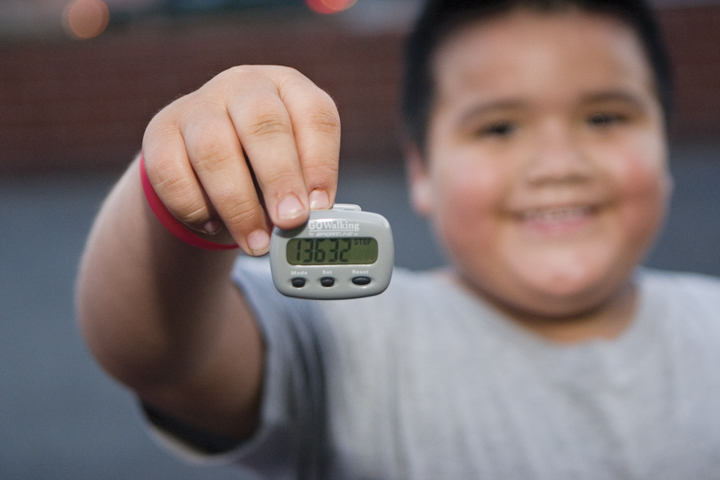 GOWalking
13632 STEP
Mode Set Reset